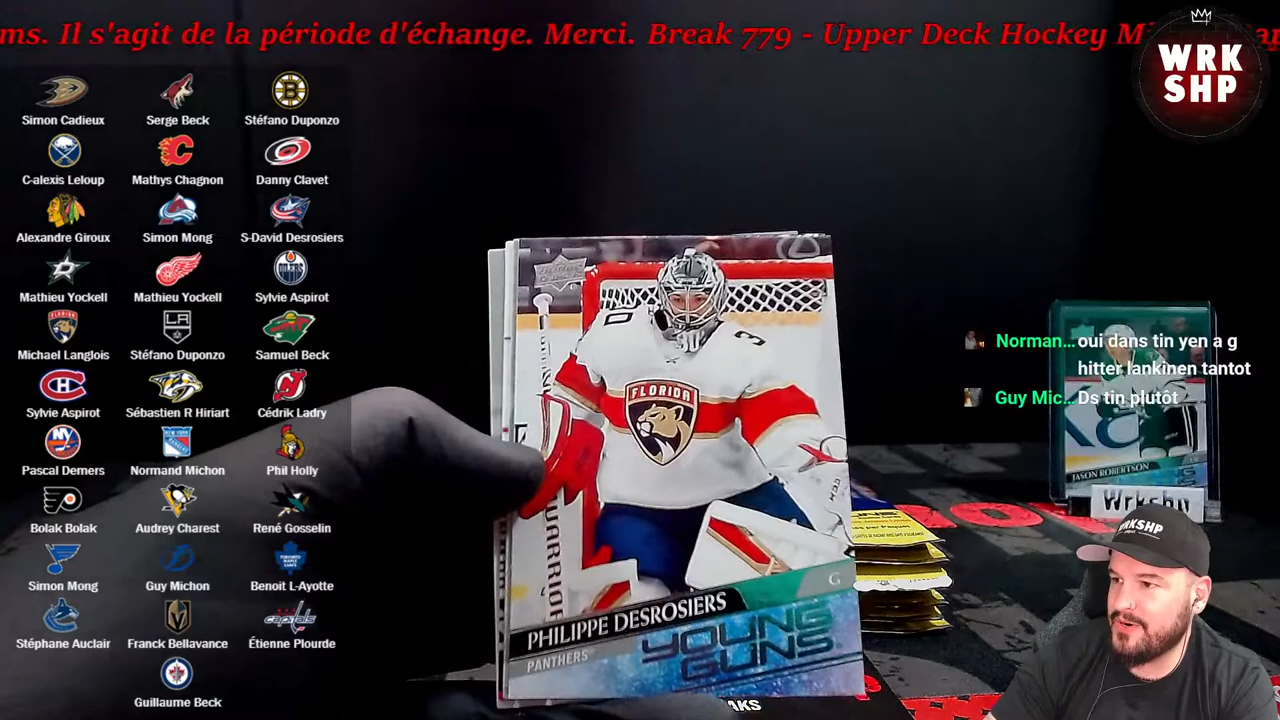 ms. Il s'agit de la période d'échange. Merci. Break 779 - Upper Deck Hockey
WRK
SHP
Simon Cadieux
Serge Beck
Stéfano Duponzo
C-alexis Leloup
Mathys Chagnon
Danny Clavet
Alexandre Giroux
Simon Mong
S-David Desrosiers
Mathieu Yockell
Mathieu Yockell
Sylvie Aspirot
Michael Langlois
Stéfano Duponzo
Samuel Beck
Sylvie Aspirot
Sébastien R Hiriart
Cédrik Ladry
Pascal Demers
Normand Michon
Phil Holly
Bolak Bolak
Audrey Charest
René Gosselin
Simon Mong
Guy Michon
Benoit L-Ayotte
Stéphane Auclair
Franck Bellavance
Étienne Plourde
Guillaume Beck
FLORIDA
30
WARRIOR
G
PHILIPPE DESROSIERS
PANTHERS
YOUNG
GUNS
Norman... oui dans tin yen a g
hitter lankinen tantot
Guy Mic... Ds tin plutôt
JASON ROBERTSON
Wrkshp
WRKSHP